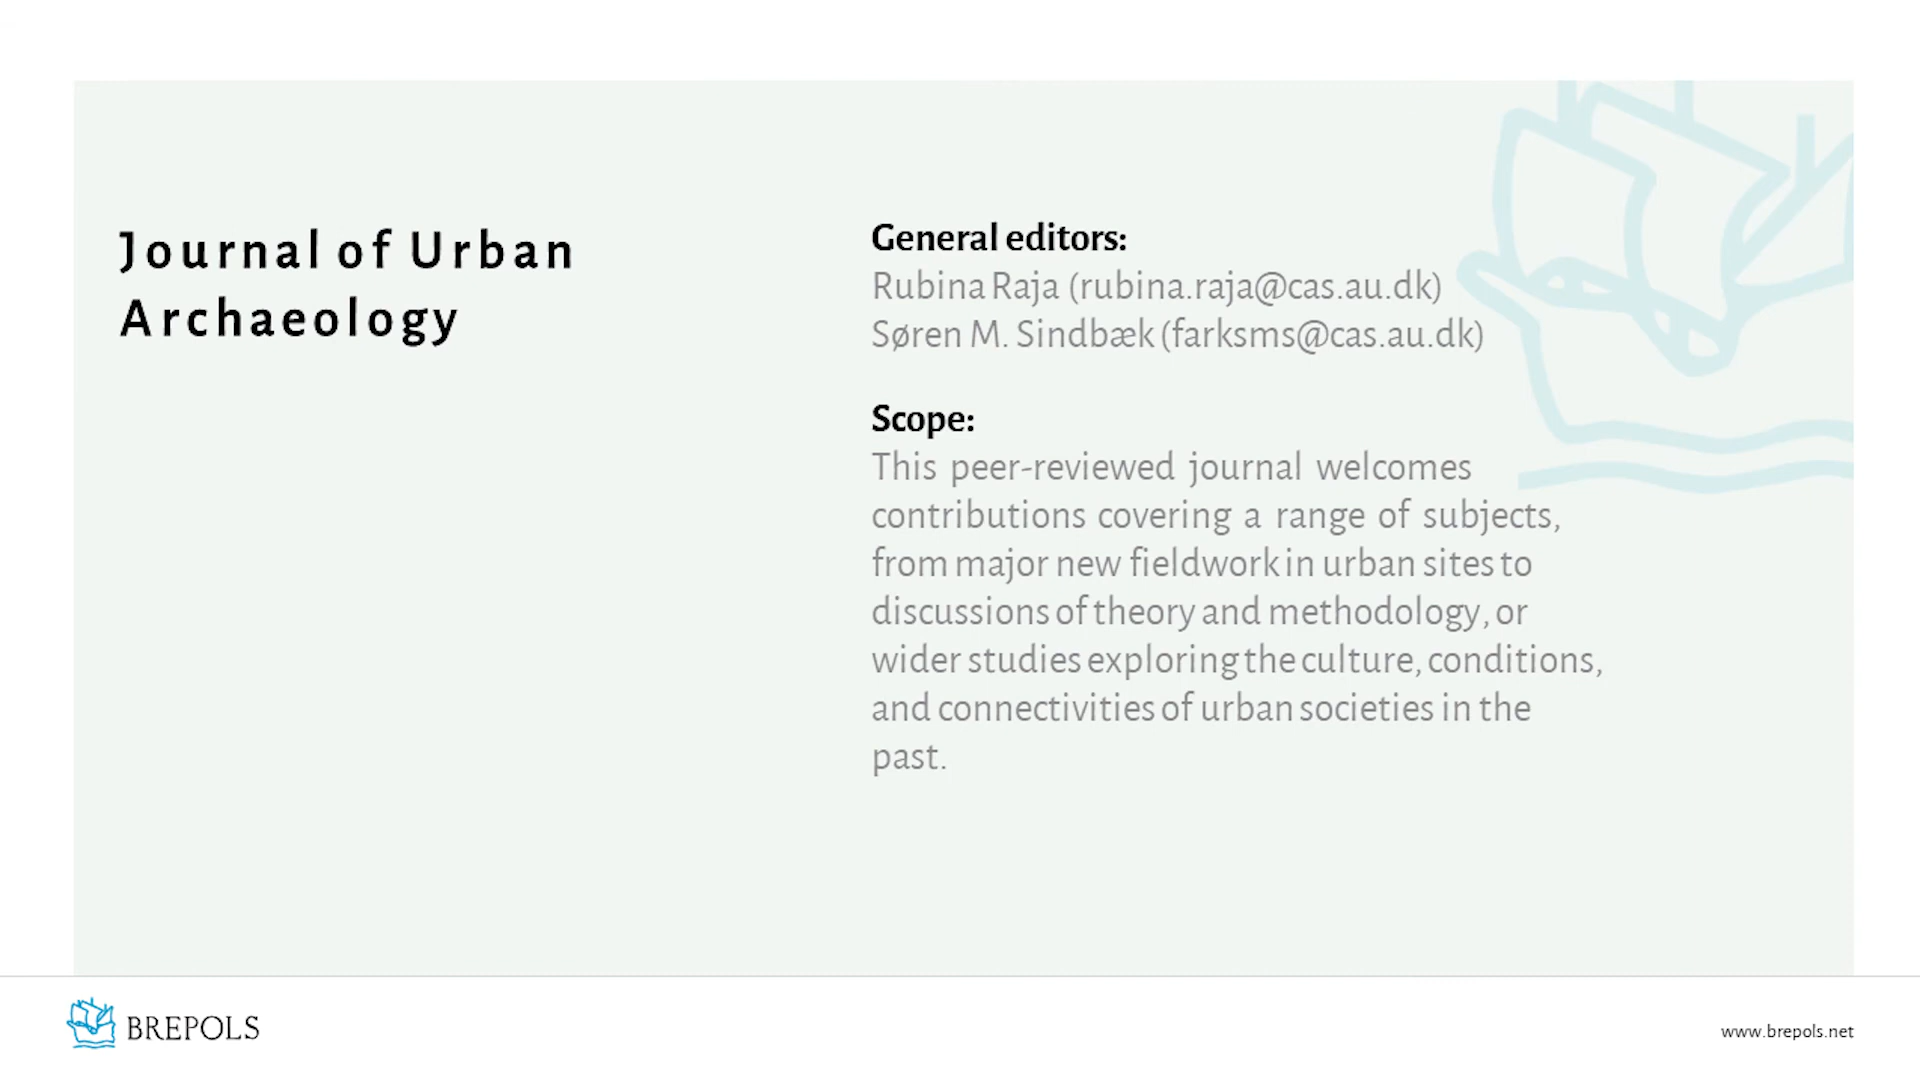 Journal of Urban
Archaeology
General editors:
Rubina Raja (rubina.raja@cas.au.dk)
Søren M. Sindbæk (farksms@cas.au.dk)
Scope:
This peer-reviewed journal welcomes
contributions covering a range of subjects,
from major new fieldwork in urban sites to
discussions of theory and methodology, or
wider studies exploring the culture, conditions,
and connectivities of urban societies in the
past.
BREPOLS
www.brepols.net